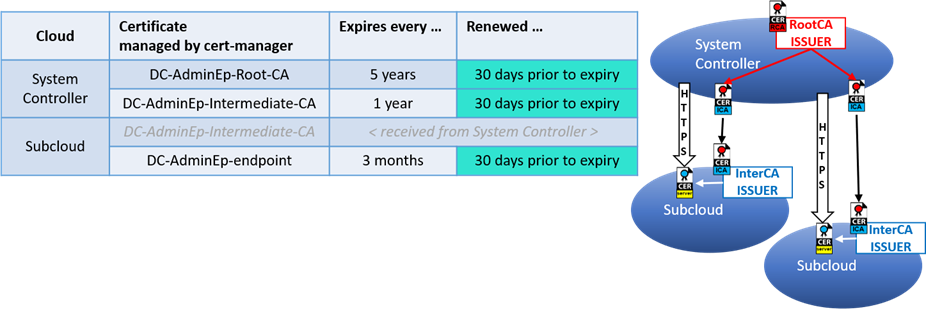 Cloud
Certificate
managed by cert-manager
Expires every ...
Renewed ...
System
Controller
DC-AdminEp-Root-CA
5 years
30 days prior to expiry
DC-AdminEp-Intermediate-CA
1 year
30 days prior to expiry
Subcloud
DC-AdminEp-Intermediate-CA
< received from System Controller >
DC-AdminEp-endpoint
3 months
30 days prior to expiry
CER
RCA
RootCA
ISSUER
System
Controller
HTTPS
CER
ICA
HTTPS
CER
ICA
CER
ICA
InterCA
ISSUER
CER
server
Subcloud
CER
ICA
InterCA
ISSUER
CER
server
Subcloud